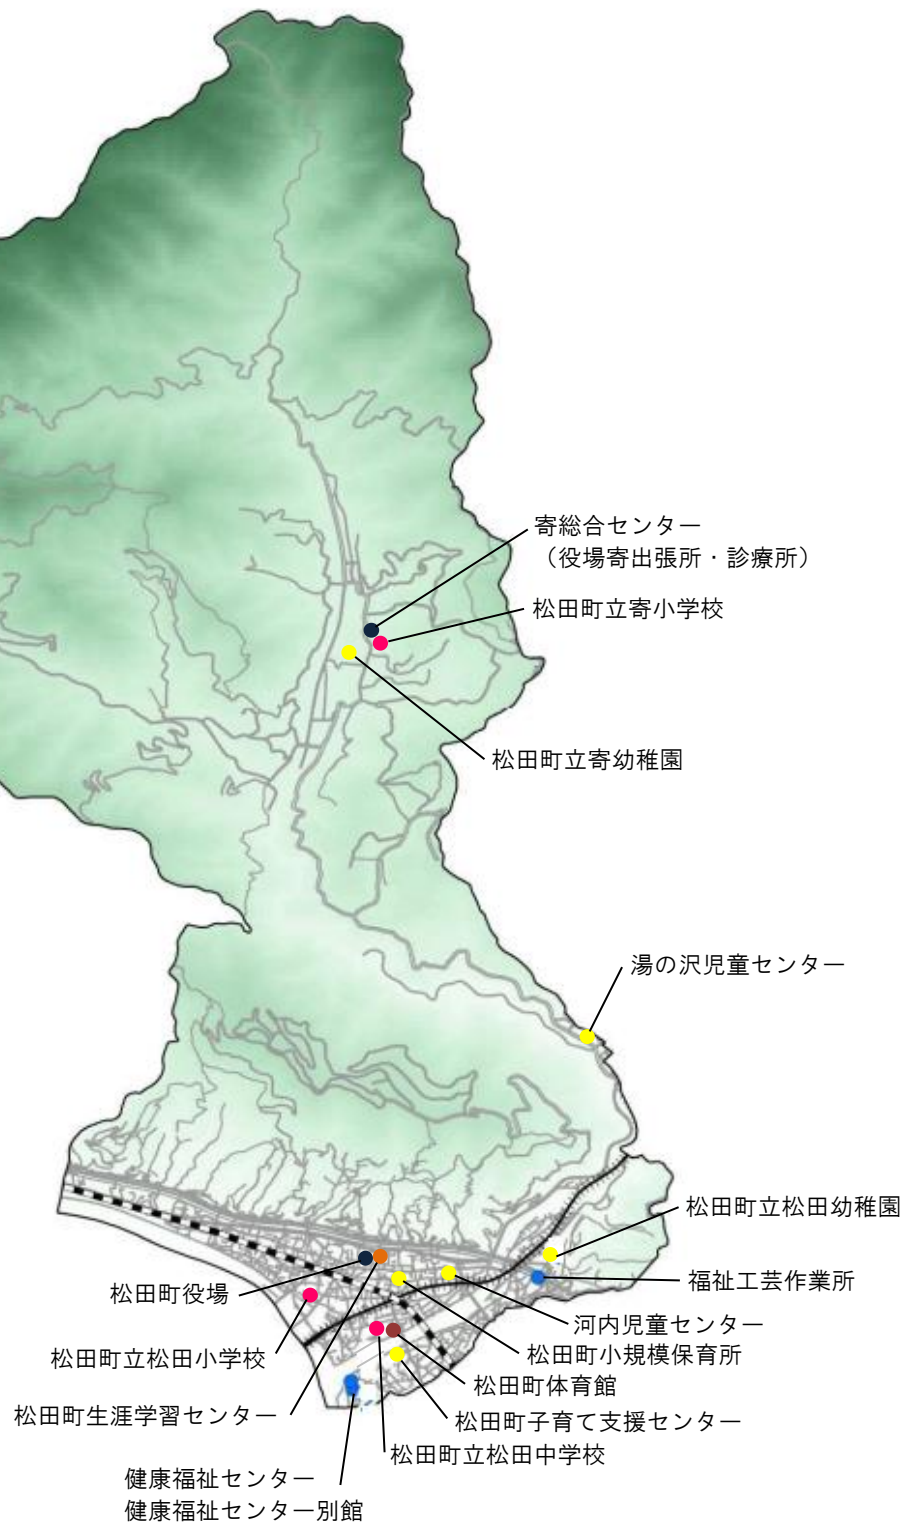 寄総合センター
（役場寄出張所・診療所）
松田町立寄小学校
松田町立寄幼稚園
湯の沢児童センター
松田町立松田幼稚園
福祉工芸作業所
松田町役場
河内児童センター
松田町小規模保育所
松田町立松田小学校
松田町体育館
松田町生涯学習センター
松田町子育て支援センター
松田町立松田中学校
健康福祉センター
健康福祉センター別館